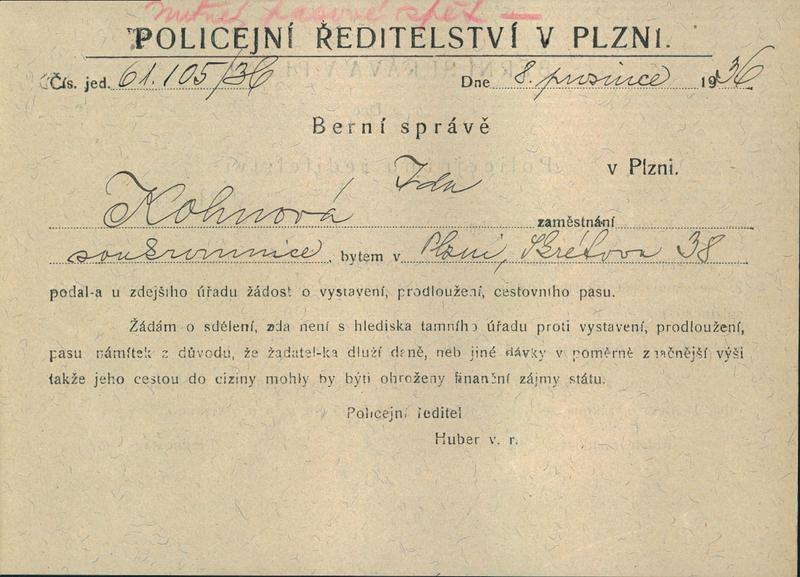 pasové spět —
POLICEJNÍ ŘEDITELSTVÍ V PLZNI.
Čís. jed. 61.105/36 Dne 8. prosince 1936
Berní správě
v Plzni.
Kohnová Ida zaměstnání
soukromnice, bytem v Plzni, Škrétova 38
podal-a u zdejšího úřadu žádost o vystavení, prodloužení, cestovního pasu.
Žádám o sdělení, zda není s hlediska tamního úřadu proti vystavení, prodloužení,
pasu námitek z důvodu, že žadatel-ka dluží daně, neb jiné dávky v poměrně značnější výši
takže jeho cestou do ciziny mohly by býti ohroženy finanční zájmy státu.
Policejní ředitel
Huber v. r.